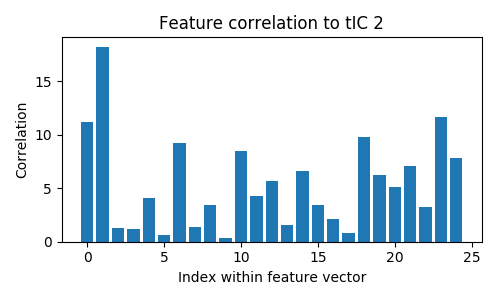 Feature correlation to tIC 2
Correlation
15
10
5
0
0 5 10 15 20 25
Index within feature vector